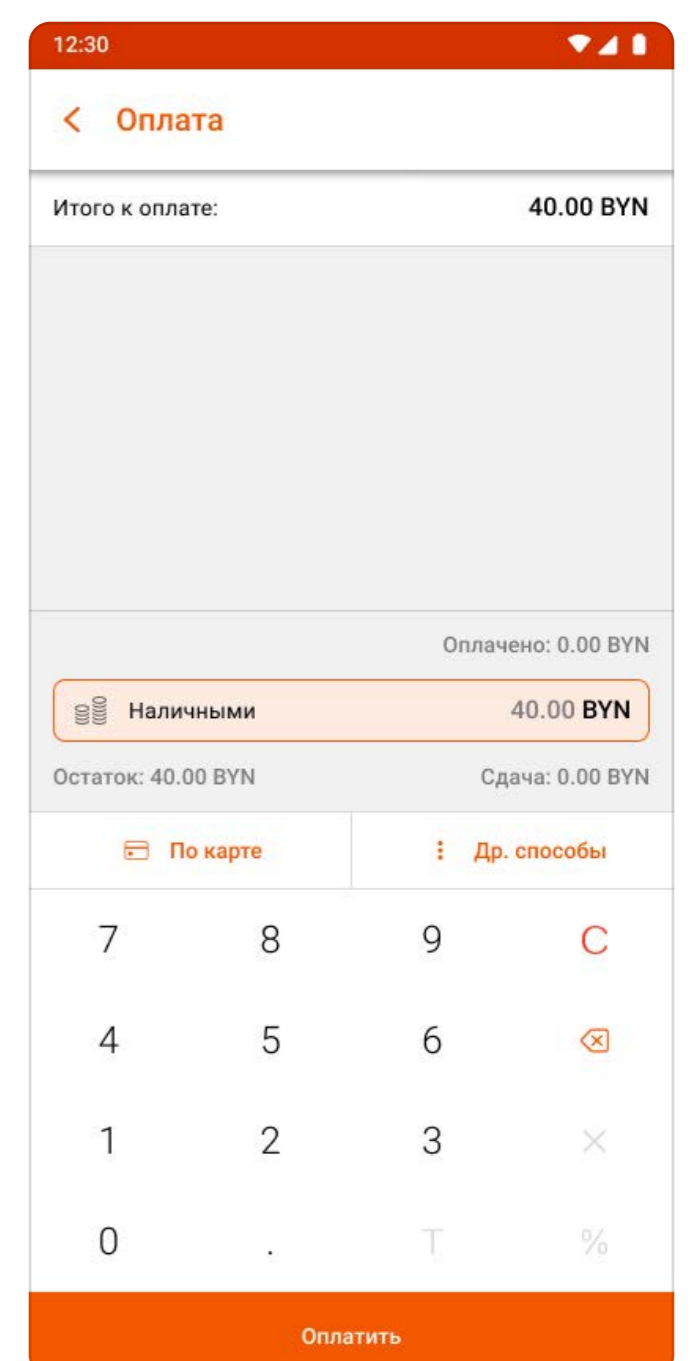 12:30
Оплата
Итого к оплате: 40.00 BYN
Оплачено: 0.00 BYN
Наличными 40.00 BYN
Остаток: 40.00 BYN Сдача: 0.00 BYN
По карте Др. способы
7 8 9 C
4 5 6
1 2 3 ×
0 . T %
Оплатить